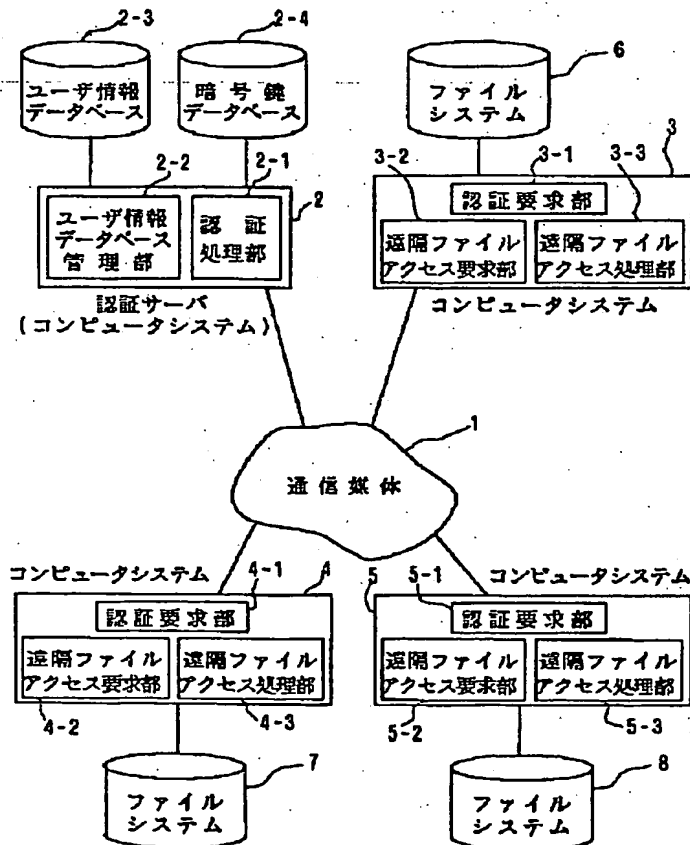 2-3
2-4
6
ユーザ情報
データベース
暗号鍵
データベース
ファイル
システム
2-2
2-1
2
3-2
3-1
3-3
3
ユーザ情報
データベース
管理部
認証
処理部
認証要求部
遠隔ファイル
アクセス要求部
遠隔ファイル
アクセス処理部
認証サーバ
(コンピュータシステム)
コンピュータシステム
1
通信媒体
コンピュータシステム
4-1
4
認証要求部
遠隔ファイル
アクセス要求部
遠隔ファイル
アクセス処理部
4-2
4-3
コンピュータシステム
5
5-1
認証要求部
遠隔ファイル
アクセス要求部
遠隔ファイル
アクセス処理部
5-2
5-3
7
ファイル
システム
8
ファイル
システム